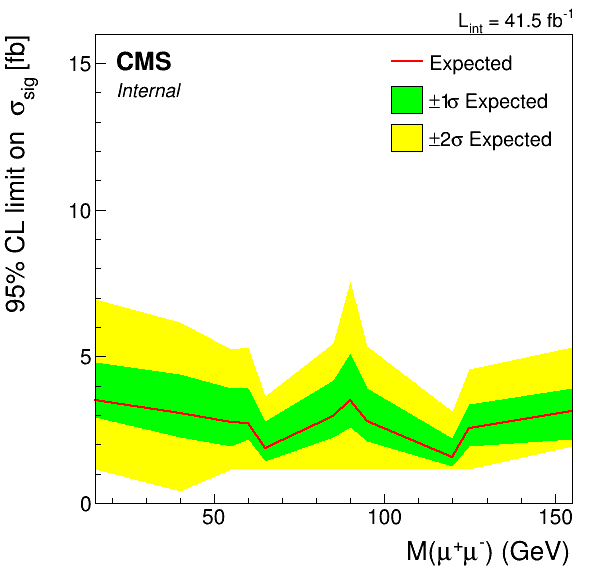 L_int = 41.5 fb⁻¹
CMS
Internal
Expected
±1σ Expected
±2σ Expected
95% CL limit on σ_sig [fb]
15
10
5
0
50
100
150
M(μ⁺μ⁻) (GeV)